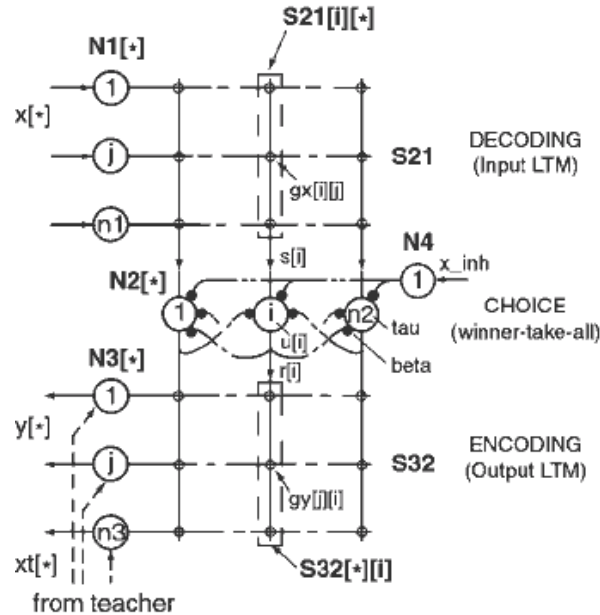 S21[i][*]
N1[*]
1
x[*]
j
S21
DECODING
(Input LTM)
gx[i][j]
n1
N4
s[i]
1
x_inh
N2[*]
1
i
n2
CHOICE
(winner-take-all)
tau
u[i]
beta
N3[*]
r[i]
1
y[*]
j
S32
ENCODING
(Output LTM)
gy[j][i]
n3
xt[*]
S32[*][i]
from teacher